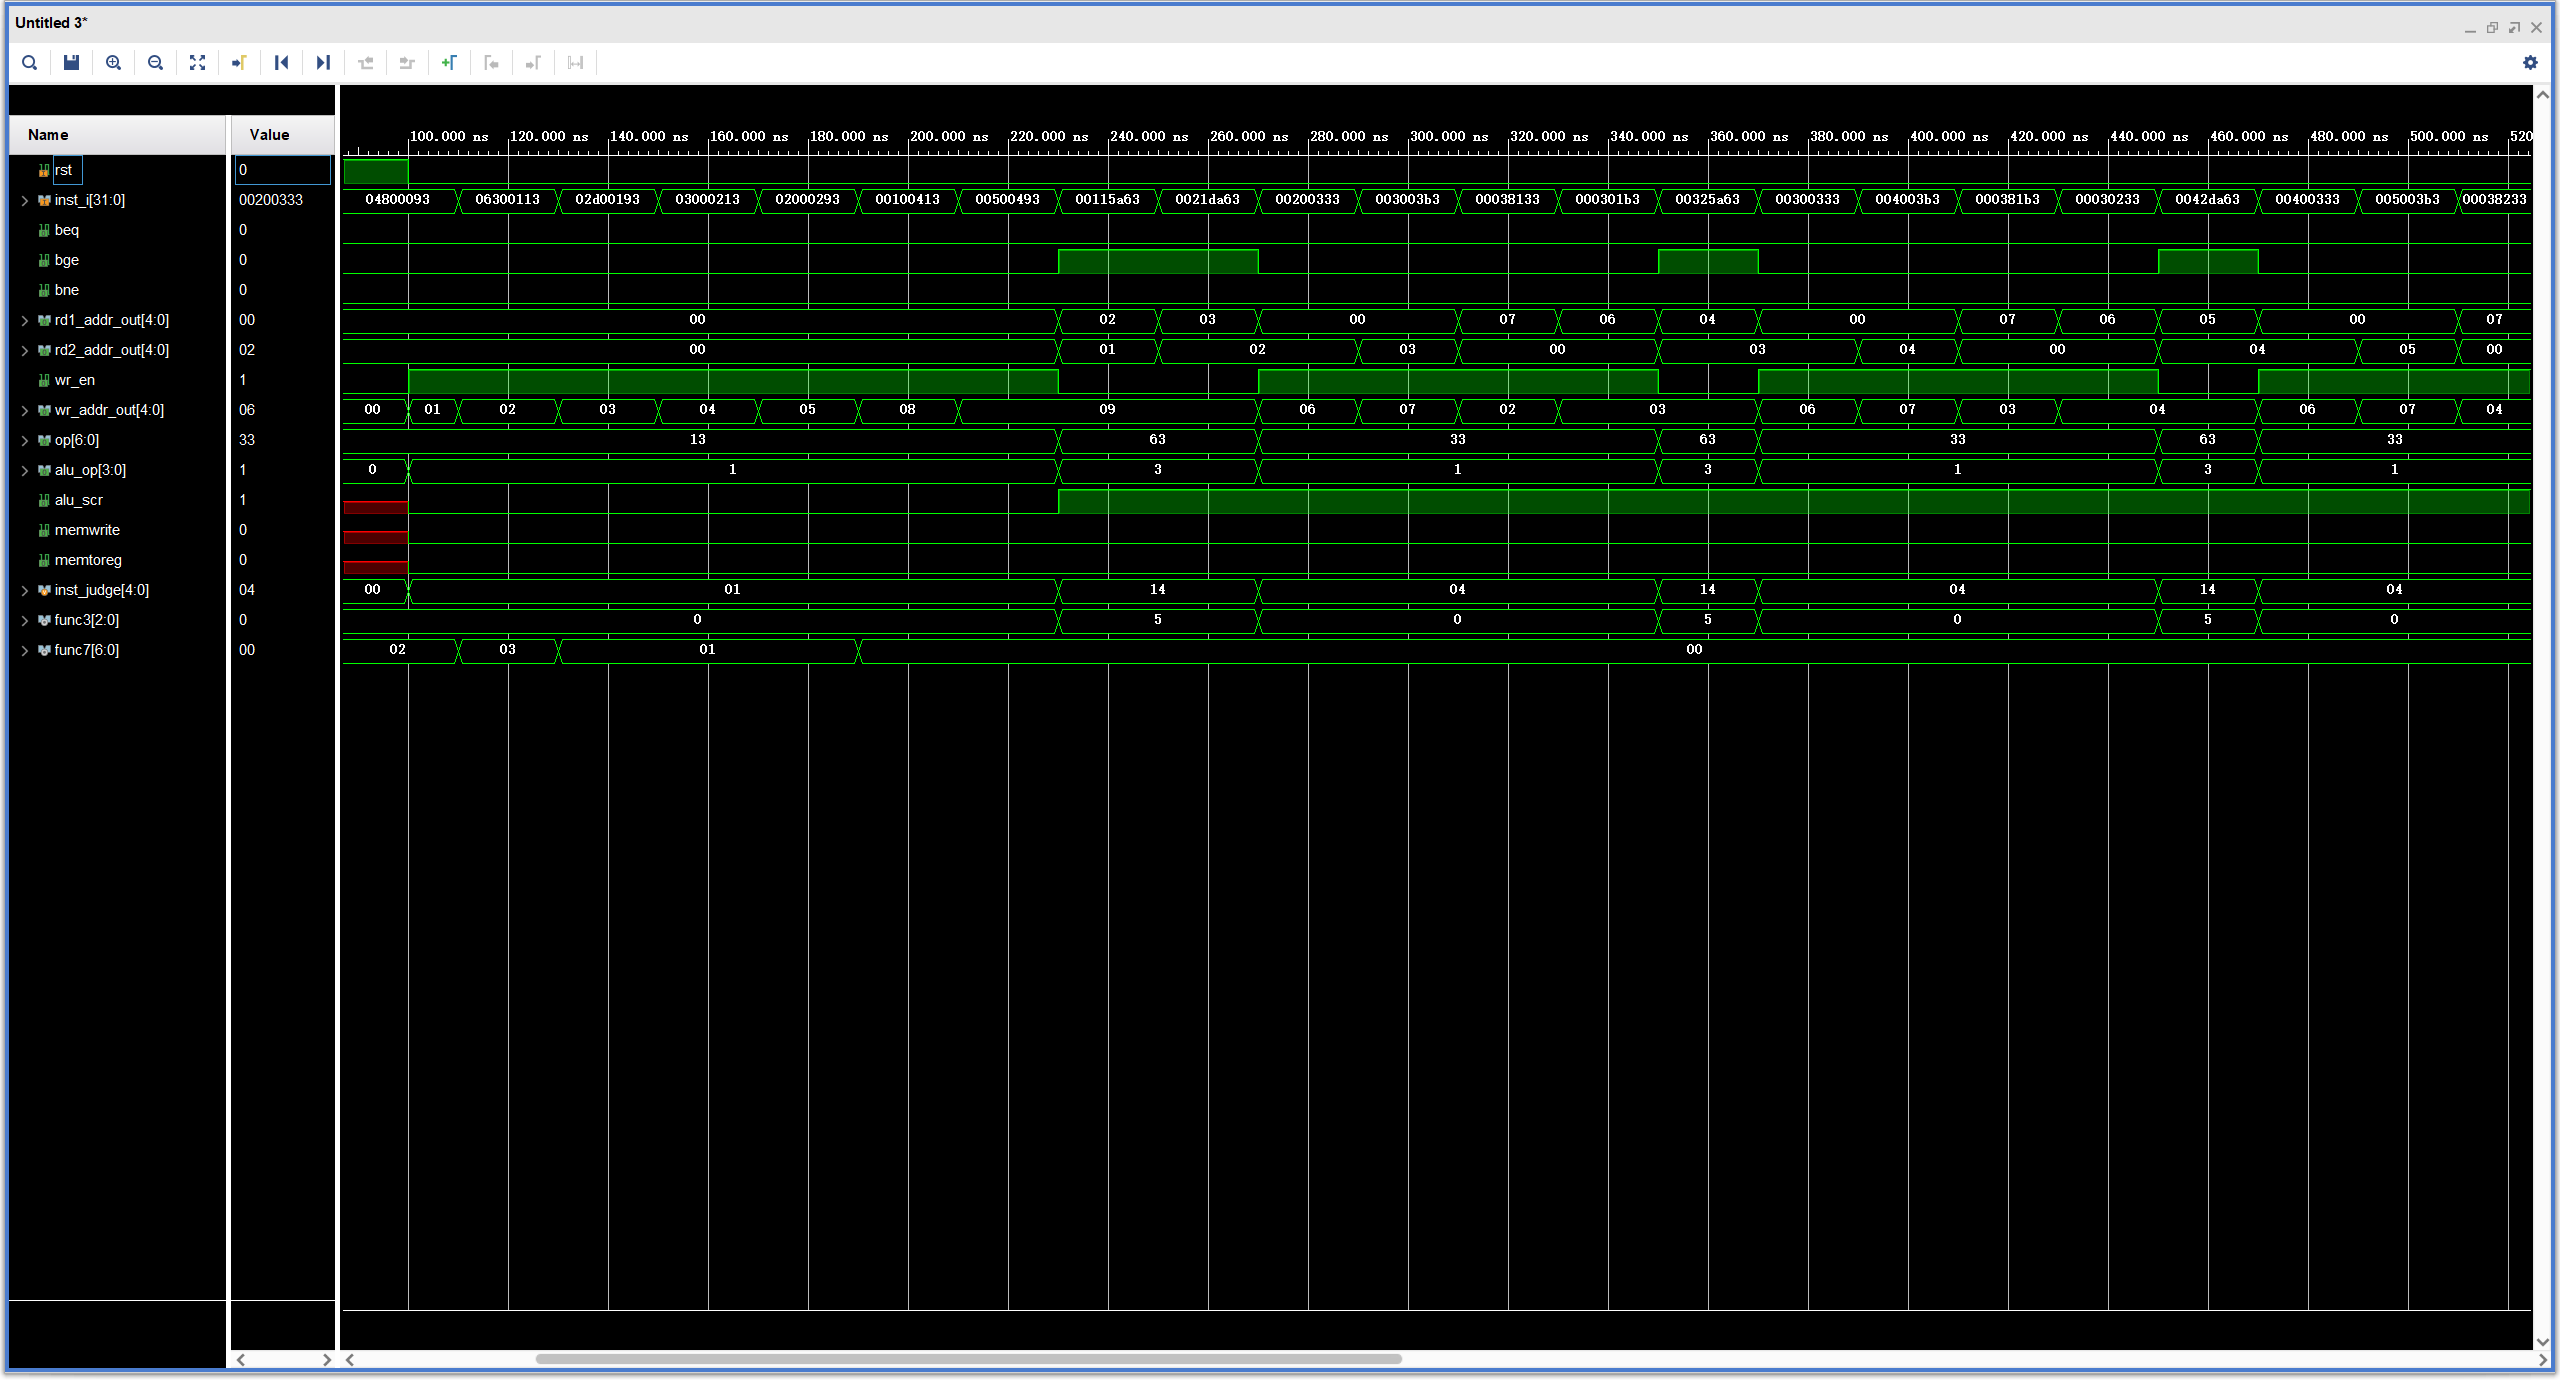 Untitled 3*
Name Value
100.000 ns 120.000 ns 140.000 ns 160.000 ns 180.000 ns 200.000 ns 220.000 ns 240.000 ns 260.000 ns 280.000 ns 300.000 ns 320.000 ns 340.000 ns 360.000 ns 380.000 ns 400.000 ns 420.000 ns 440.000 ns 460.000 ns 480.000 ns 500.000 ns 520
rst 0
inst_i[31:0] 00200333 04800093 06300113 02d00193 03000213 02000293 00100413 00500493 00115a63 0021da63 00200333 003003b3 00038133 000301b3 00325a63 00300333 004003b3 000381b3 00030233 0042da63 00400333 005003b3 00038233
beq 0
bge 0
bne 0
rd1_addr_out[4:0] 00 00 02 03 00 07 06 04 00 07 06 05 00 07
rd2_addr_out[4:0] 02 00 01 02 03 00 03 04 00 04 05 00
wr_en 1
wr_addr_out[4:0] 06 00 01 02 03 04 05 08 09 06 07 02 03 06 07 03 04 06 07 04
op[6:0] 33 13 63 33 63 33 63 33
alu_op[3:0] 1 0 1 3 1 3 1 3 1
alu_scr 1
memwrite 0
memtoreg 0
inst_judge[4:0] 04 00 01 14 04 14 04 14 04
func3[2:0] 0 0 5 0 5 0 5 0
func7[6:0] 00 02 03 01 00